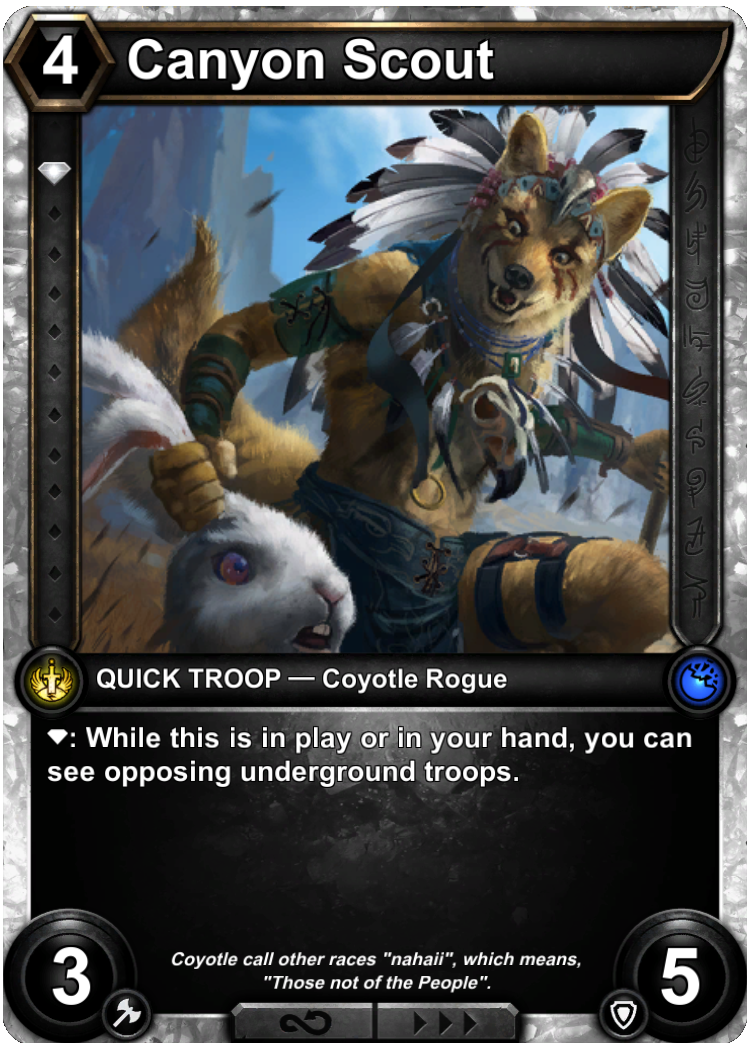 4
Canyon Scout
QUICK TROOP — Coyotle Rogue
: While this is in play or in your hand, you can
see opposing underground troops.
3
Coyotle call other races "nahaii", which means,
"Those not of the People".
5